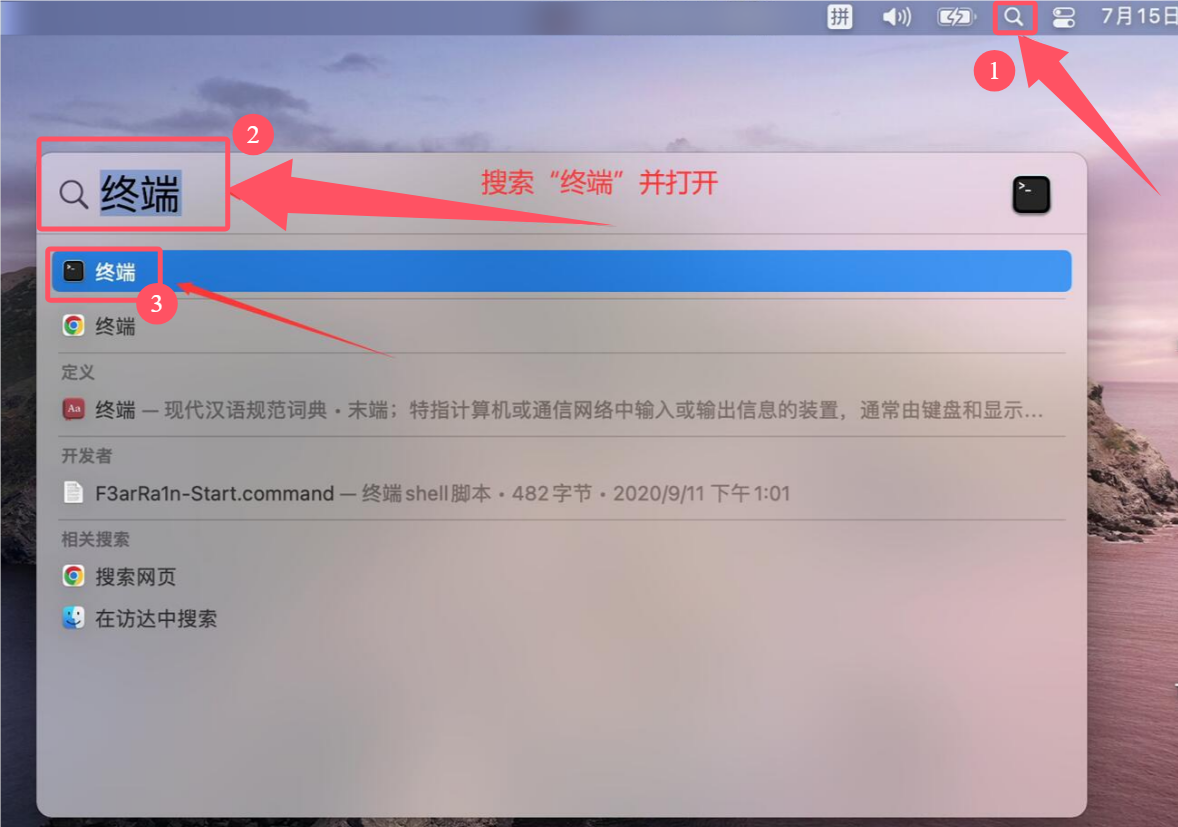 拼
7月15日
1
2
终端
搜索“终端”并打开
终端
3
终端
定义
Aa 终端 — 现代汉语规范词典 • 末端；特指计算机或通信网络中输入或输出信息的装置，通常由键盘和显示...
开发者
F3arRa1n-Start.command — 终端shell脚本 • 482字节 • 2020/9/11 下午1:01
相关搜索
搜索网页
在访达中搜索